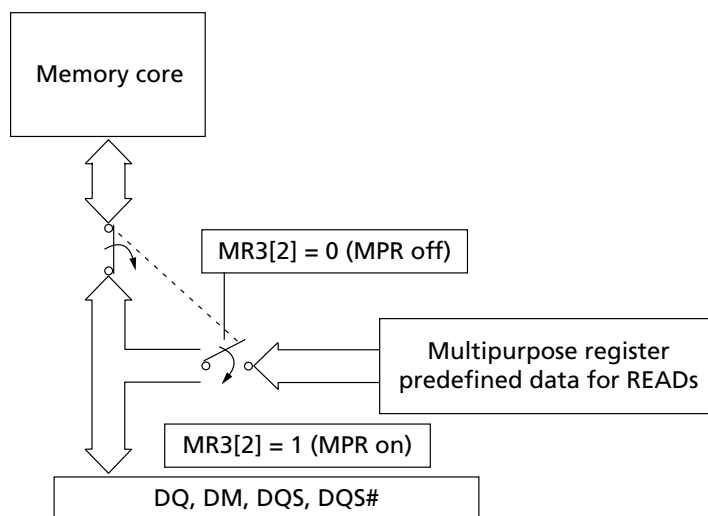 Memory core
MR3[2] = 0 (MPR off)
Multipurpose register
predefined data for READs
MR3[2] = 1 (MPR on)
DQ, DM, DQS, DQS#